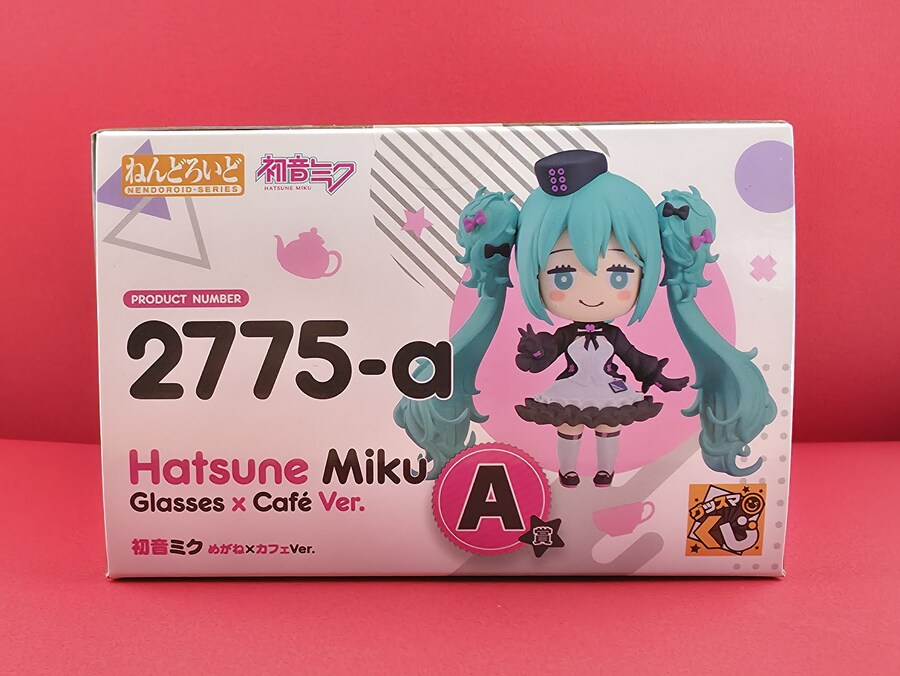 ねんどろいど
NENDOROID-SERIES
初音ミク
HATSUNE MIKU
PRODUCT NUMBER
2775-a
Hatsune Miku
Glasses x Café Ver.
初音ミク めがね×カフェVer.
A
賞
グッスマ
くじ